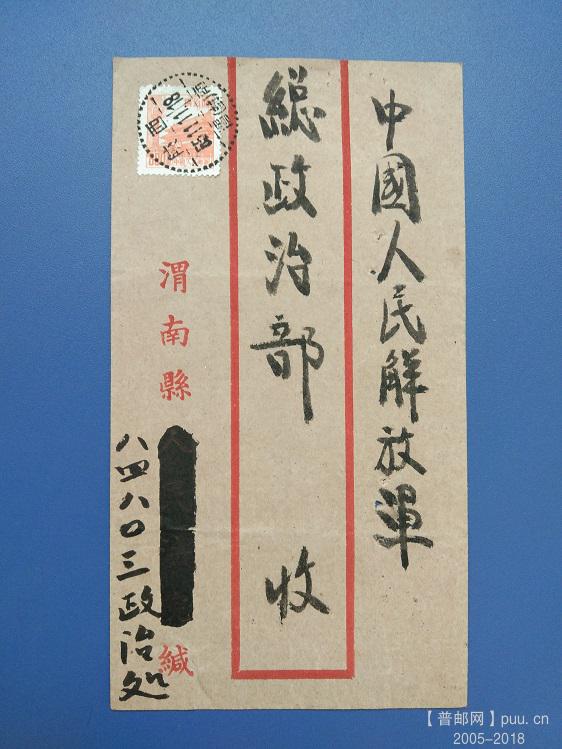 中國人民解放軍
總政治部 收
渭南縣 緘
八四八〇三政治处
【普邮网】puu.cn
2005-2018